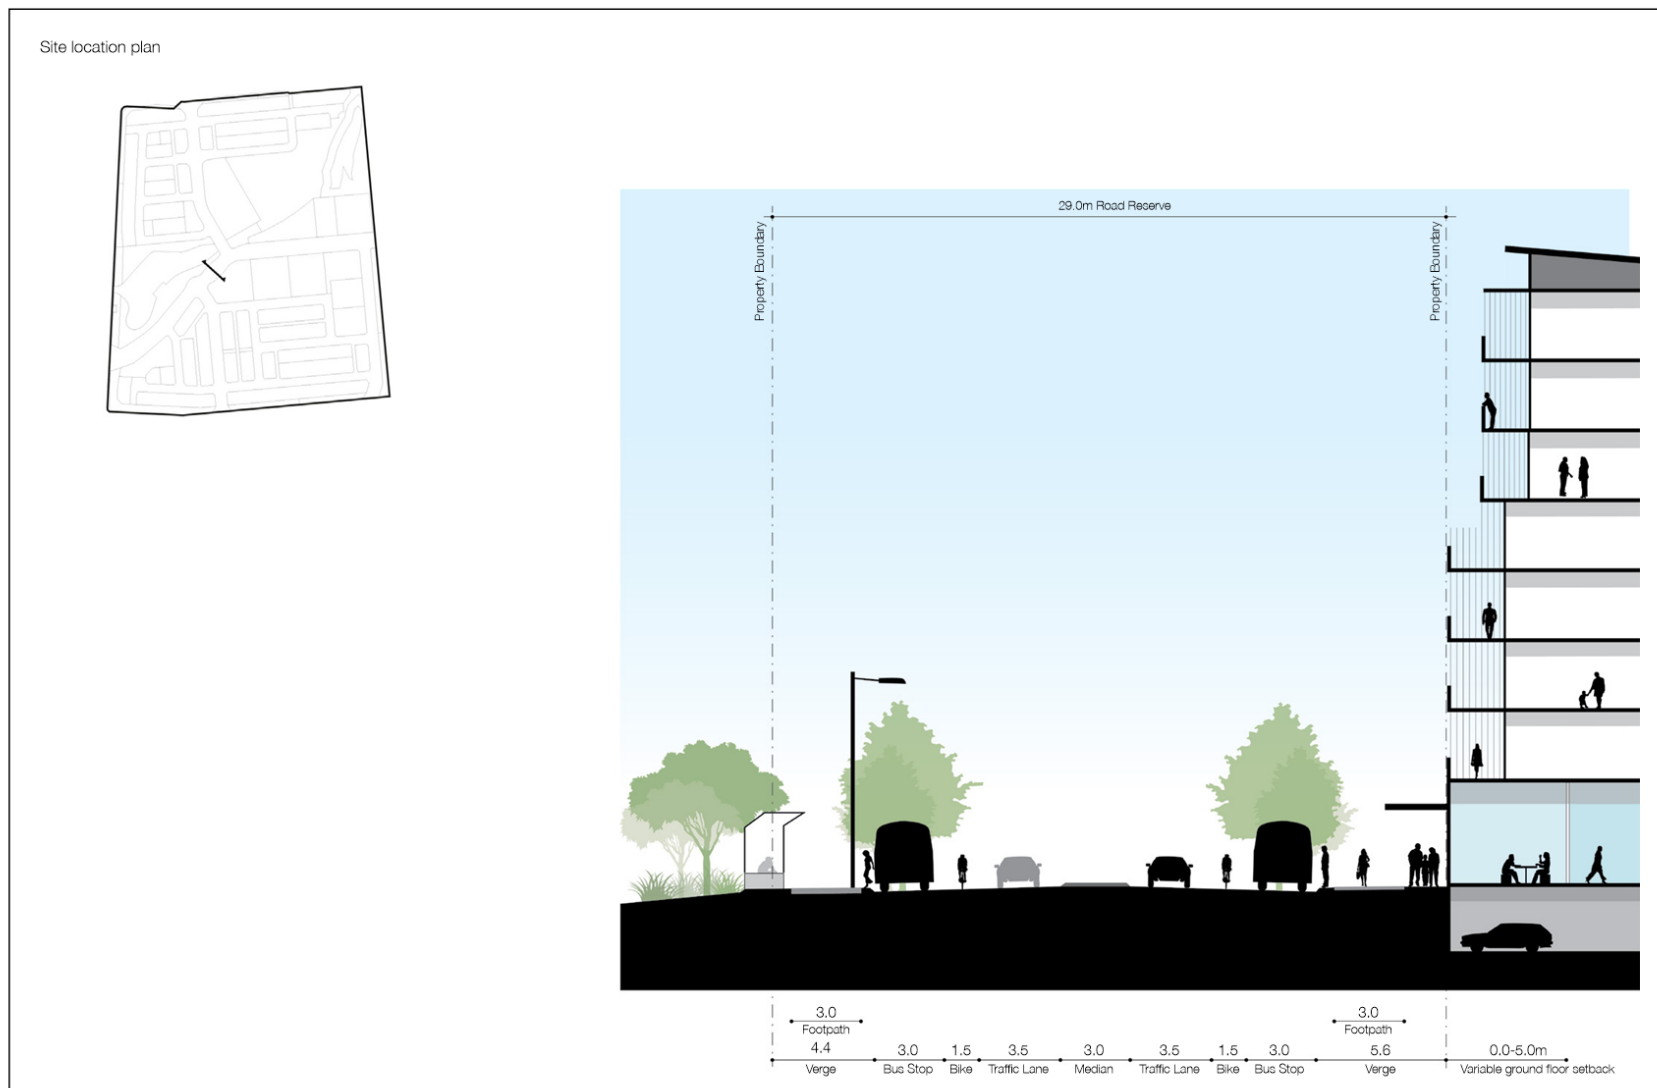 Site location plan
29.0m Road Reserve
Property Boundary
Property Boundary
3.0
Footpath
3.0
Footpath
4.4
Verge
3.0
Bus Stop
1.5
Bike
3.5
Traffic Lane
3.0
Median
3.5
Traffic Lane
1.5
Bike
3.0
Bus Stop
5.6
Verge
0.0-5.0m
Variable ground floor setback